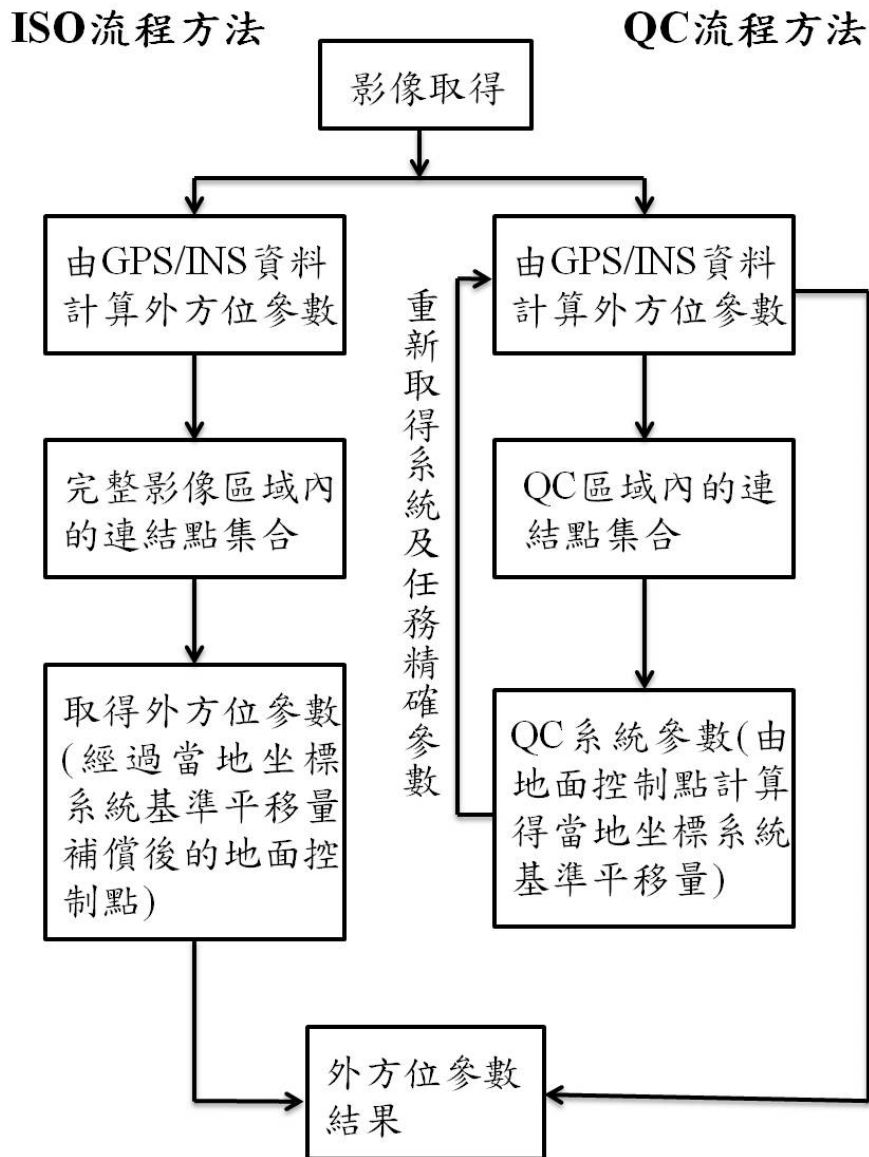 ISO流程方法
QC流程方法
影像取得
由GPS/INS資料
計算外方位參數
完整影像區域內
的連結點集合
取得外方位參數
(經過當地坐標
系統基準平移量
補償後的地面控
制點)
重新取得系統及任務精確參數
由GPS/INS資料
計算外方位參數
QC區域內的連
結點集合
QC系統參數(由
地面控制點計算
得當地坐標系統
基準平移量)
外方位參數
結果